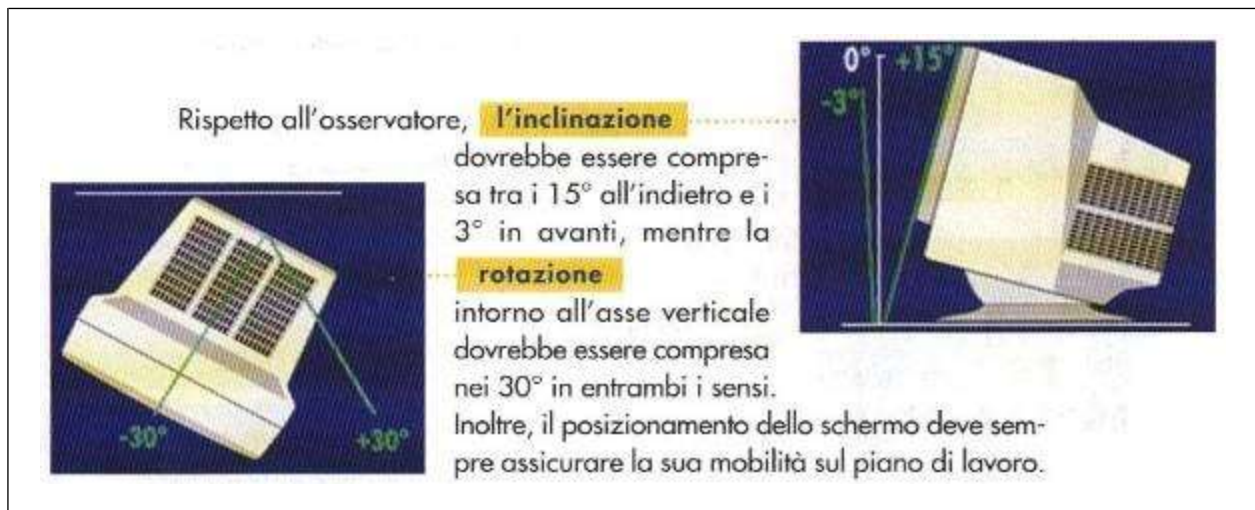 Rispetto all'osservatore, l'inclinazione
dovrebbe essere compre-
sa tra i 15° all'indietro e i
3° in avanti, mentre la
rotazione
intorno all'asse verticale
dovrebbe essere compresa
nei 30° in entrambi i sensi.
Inoltre, il posizionamento dello schermo deve sem-
pre assicurare la sua mobilità sul piano di lavoro.
0° +15°
-3°
-30° +30°